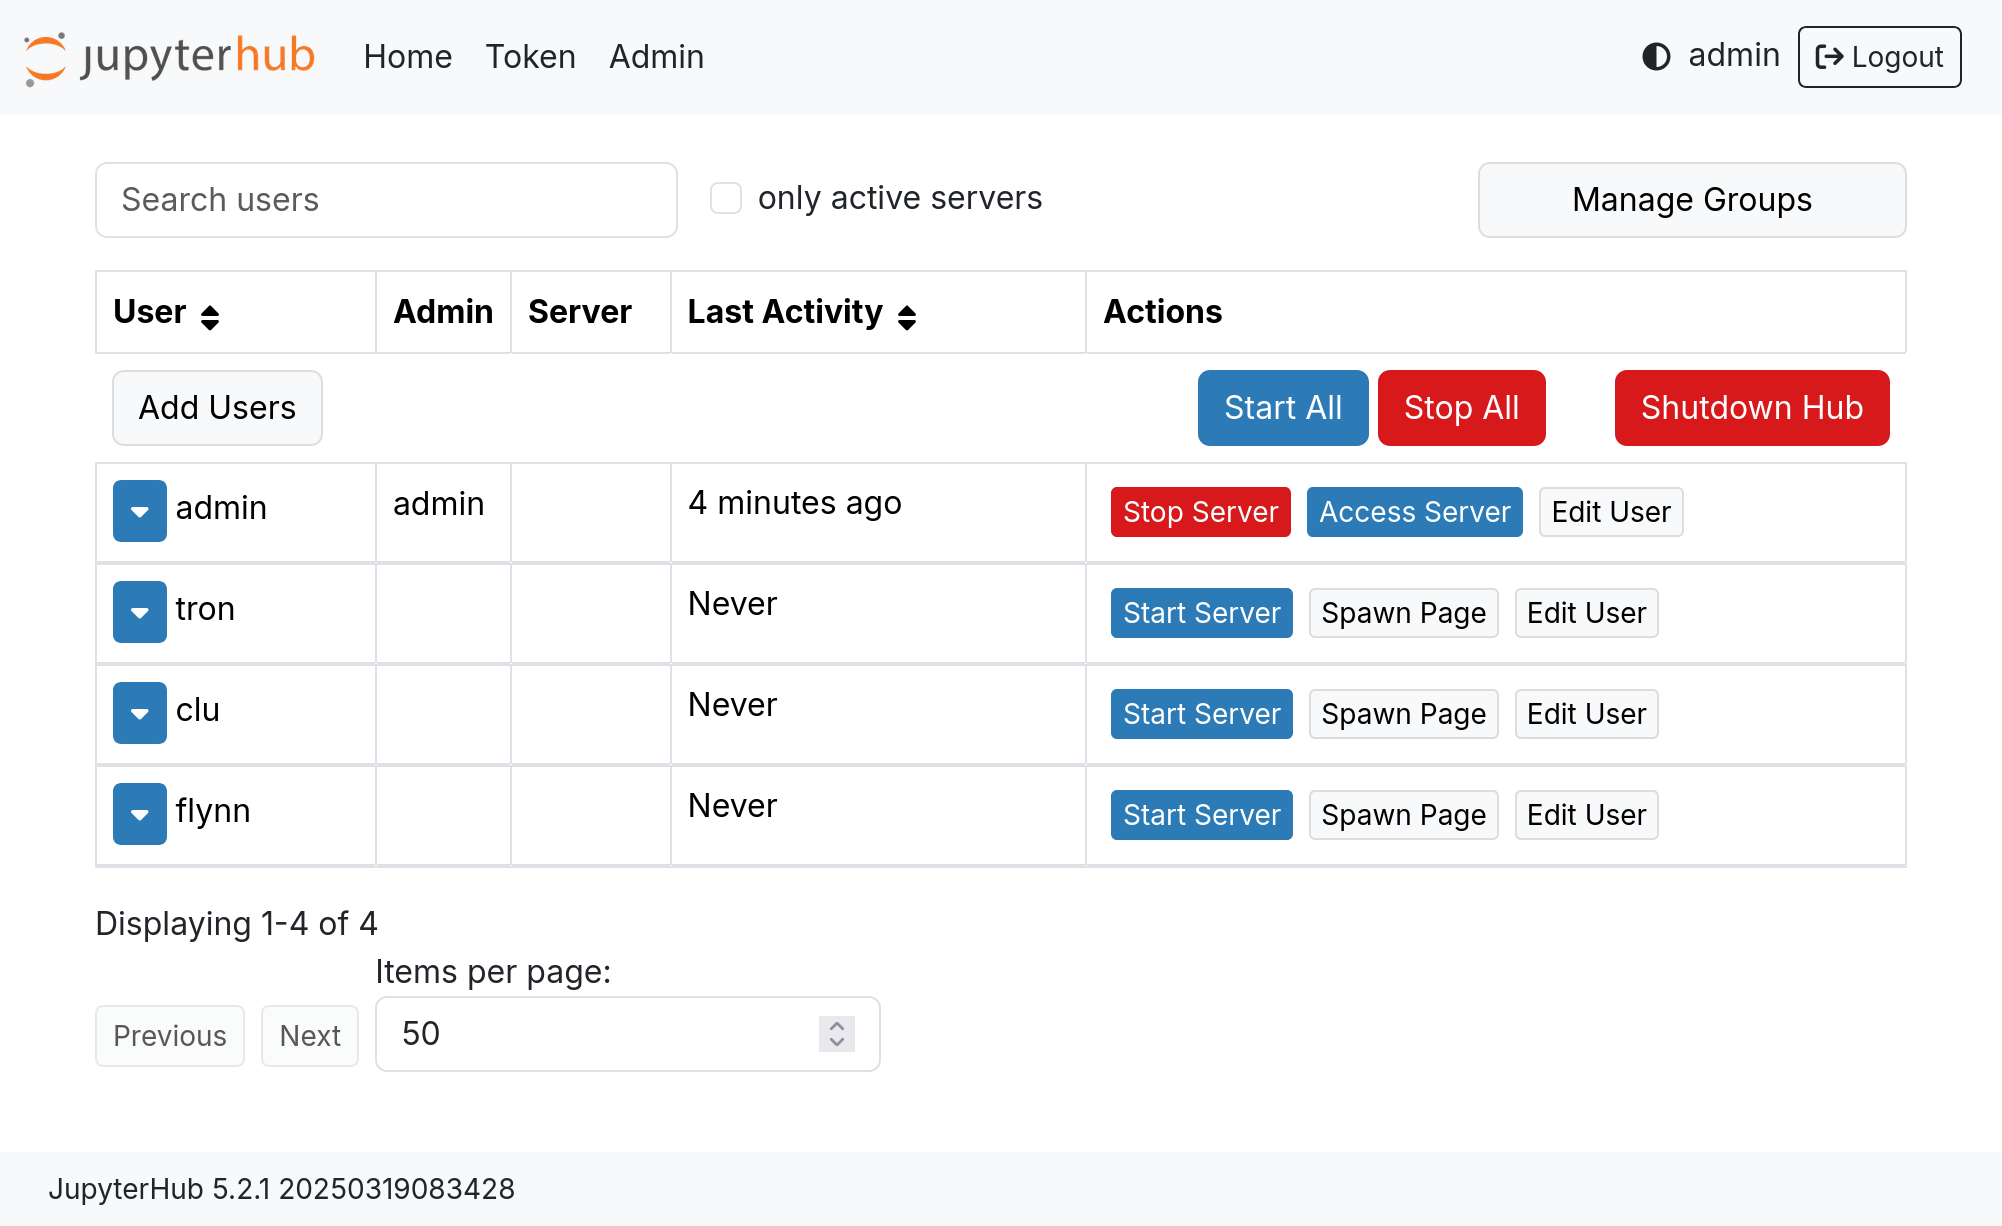 jupyterhub Home Token Admin admin Logout
Search users only active servers Manage Groups
User Admin Server Last Activity Actions
Add Users Start All Stop All Shutdown Hub
admin admin 4 minutes ago Stop Server Access Server Edit User
tron Never Start Server Spawn Page Edit User
clu Never Start Server Spawn Page Edit User
flynn Never Start Server Spawn Page Edit User
Displaying 1-4 of 4
Items per page:
Previous Next 50
JupyterHub 5.2.1 20250319083428